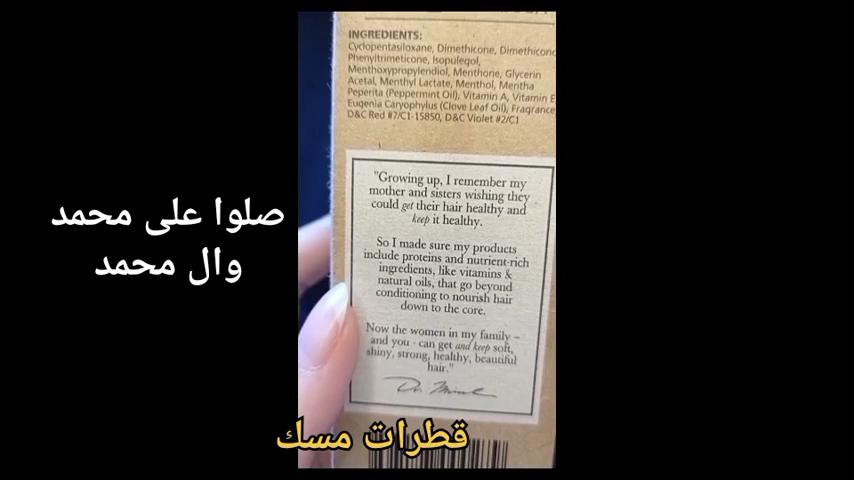 INGREDIENTS:
Cyclopentasiloxane, Dimethicone, Dimethicono
Phenyltrimeticone, Isopulegol,
Menthoxypropylendiol, Menthone, Glycerin
Acetal, Menthyl Lactate, Menthol, Mentha
Peperita (Peppermint Oil), Vitamin A, Vitamin E
Eugenia Caryophylus (Clove Leaf Oil), Fragrance
D&C Red #7/C1-15850, D&C Violet #2/C1
"Growing up, I remember my
mother and sisters wishing they
could get their hair healthy and
keep it healthy.
So I made sure my products
include proteins and nutrient-rich
ingredients, like vitamins &
natural oils, that go beyond
conditioning to nourish hair
down to the core.
Now the women in my family –
and you - can get and keep soft,
shiny, strong, healthy, beautiful
hair."
صلوا على محمد
وال محمد
قطرات مسك